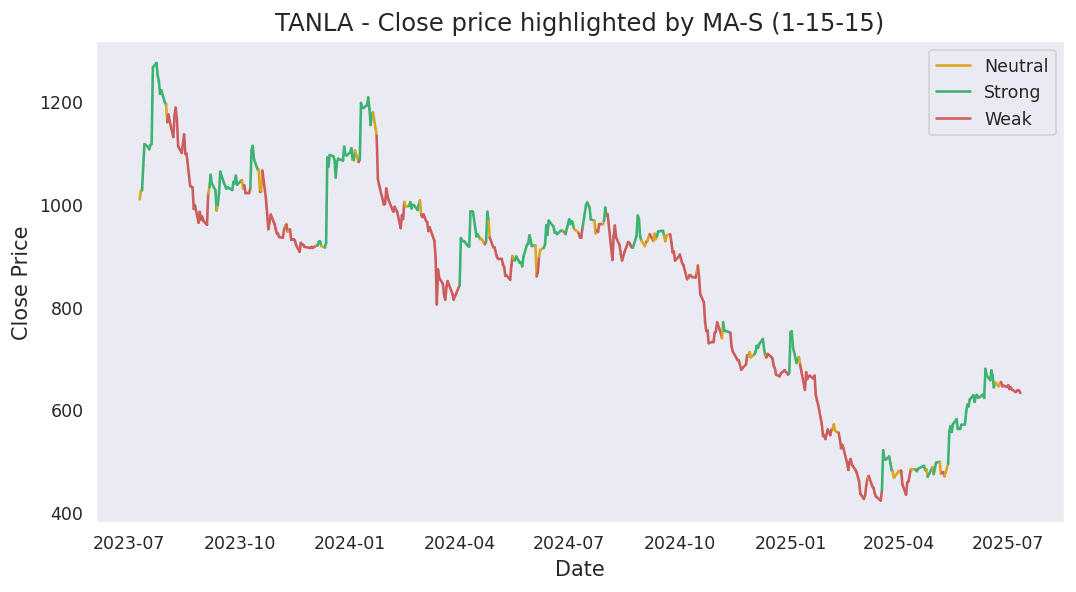 TANLA - Close price highlighted by MA-S (1-15-15)
Neutral
Strong
Weak
Close Price
1200
1000
800
600
400
2023-07 2023-10 2024-01 2024-04 2024-07 2024-10 2025-01 2025-04 2025-07
Date